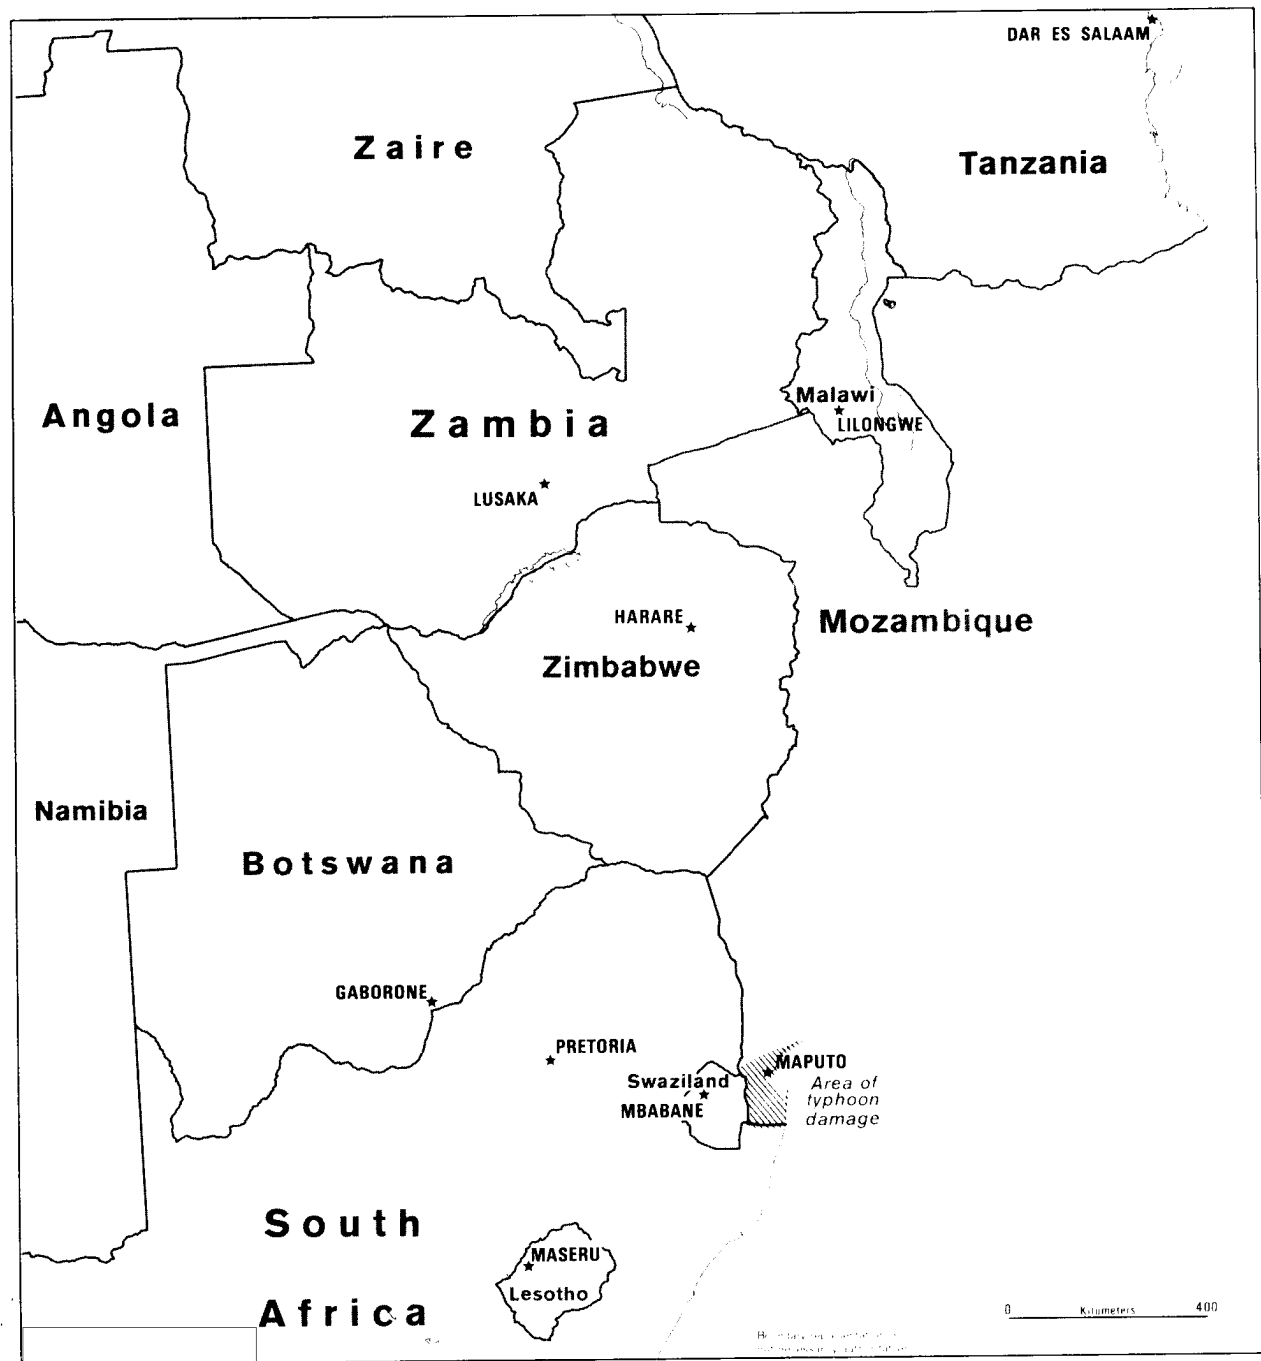 DAR ES SALAAM
Zaire
Tanzania
Malawi
LILONGWE
Angola
Zambia
LUSAKA
HARARE
Mozambique
Zimbabwe
Namibia
Botswana
GABORONE
PRETORIA
MAPUTO
Swaziland
MBABANE
Area of
typhoon
damage
South
Africa
MASERU
Lesotho
0 Kilometers 400